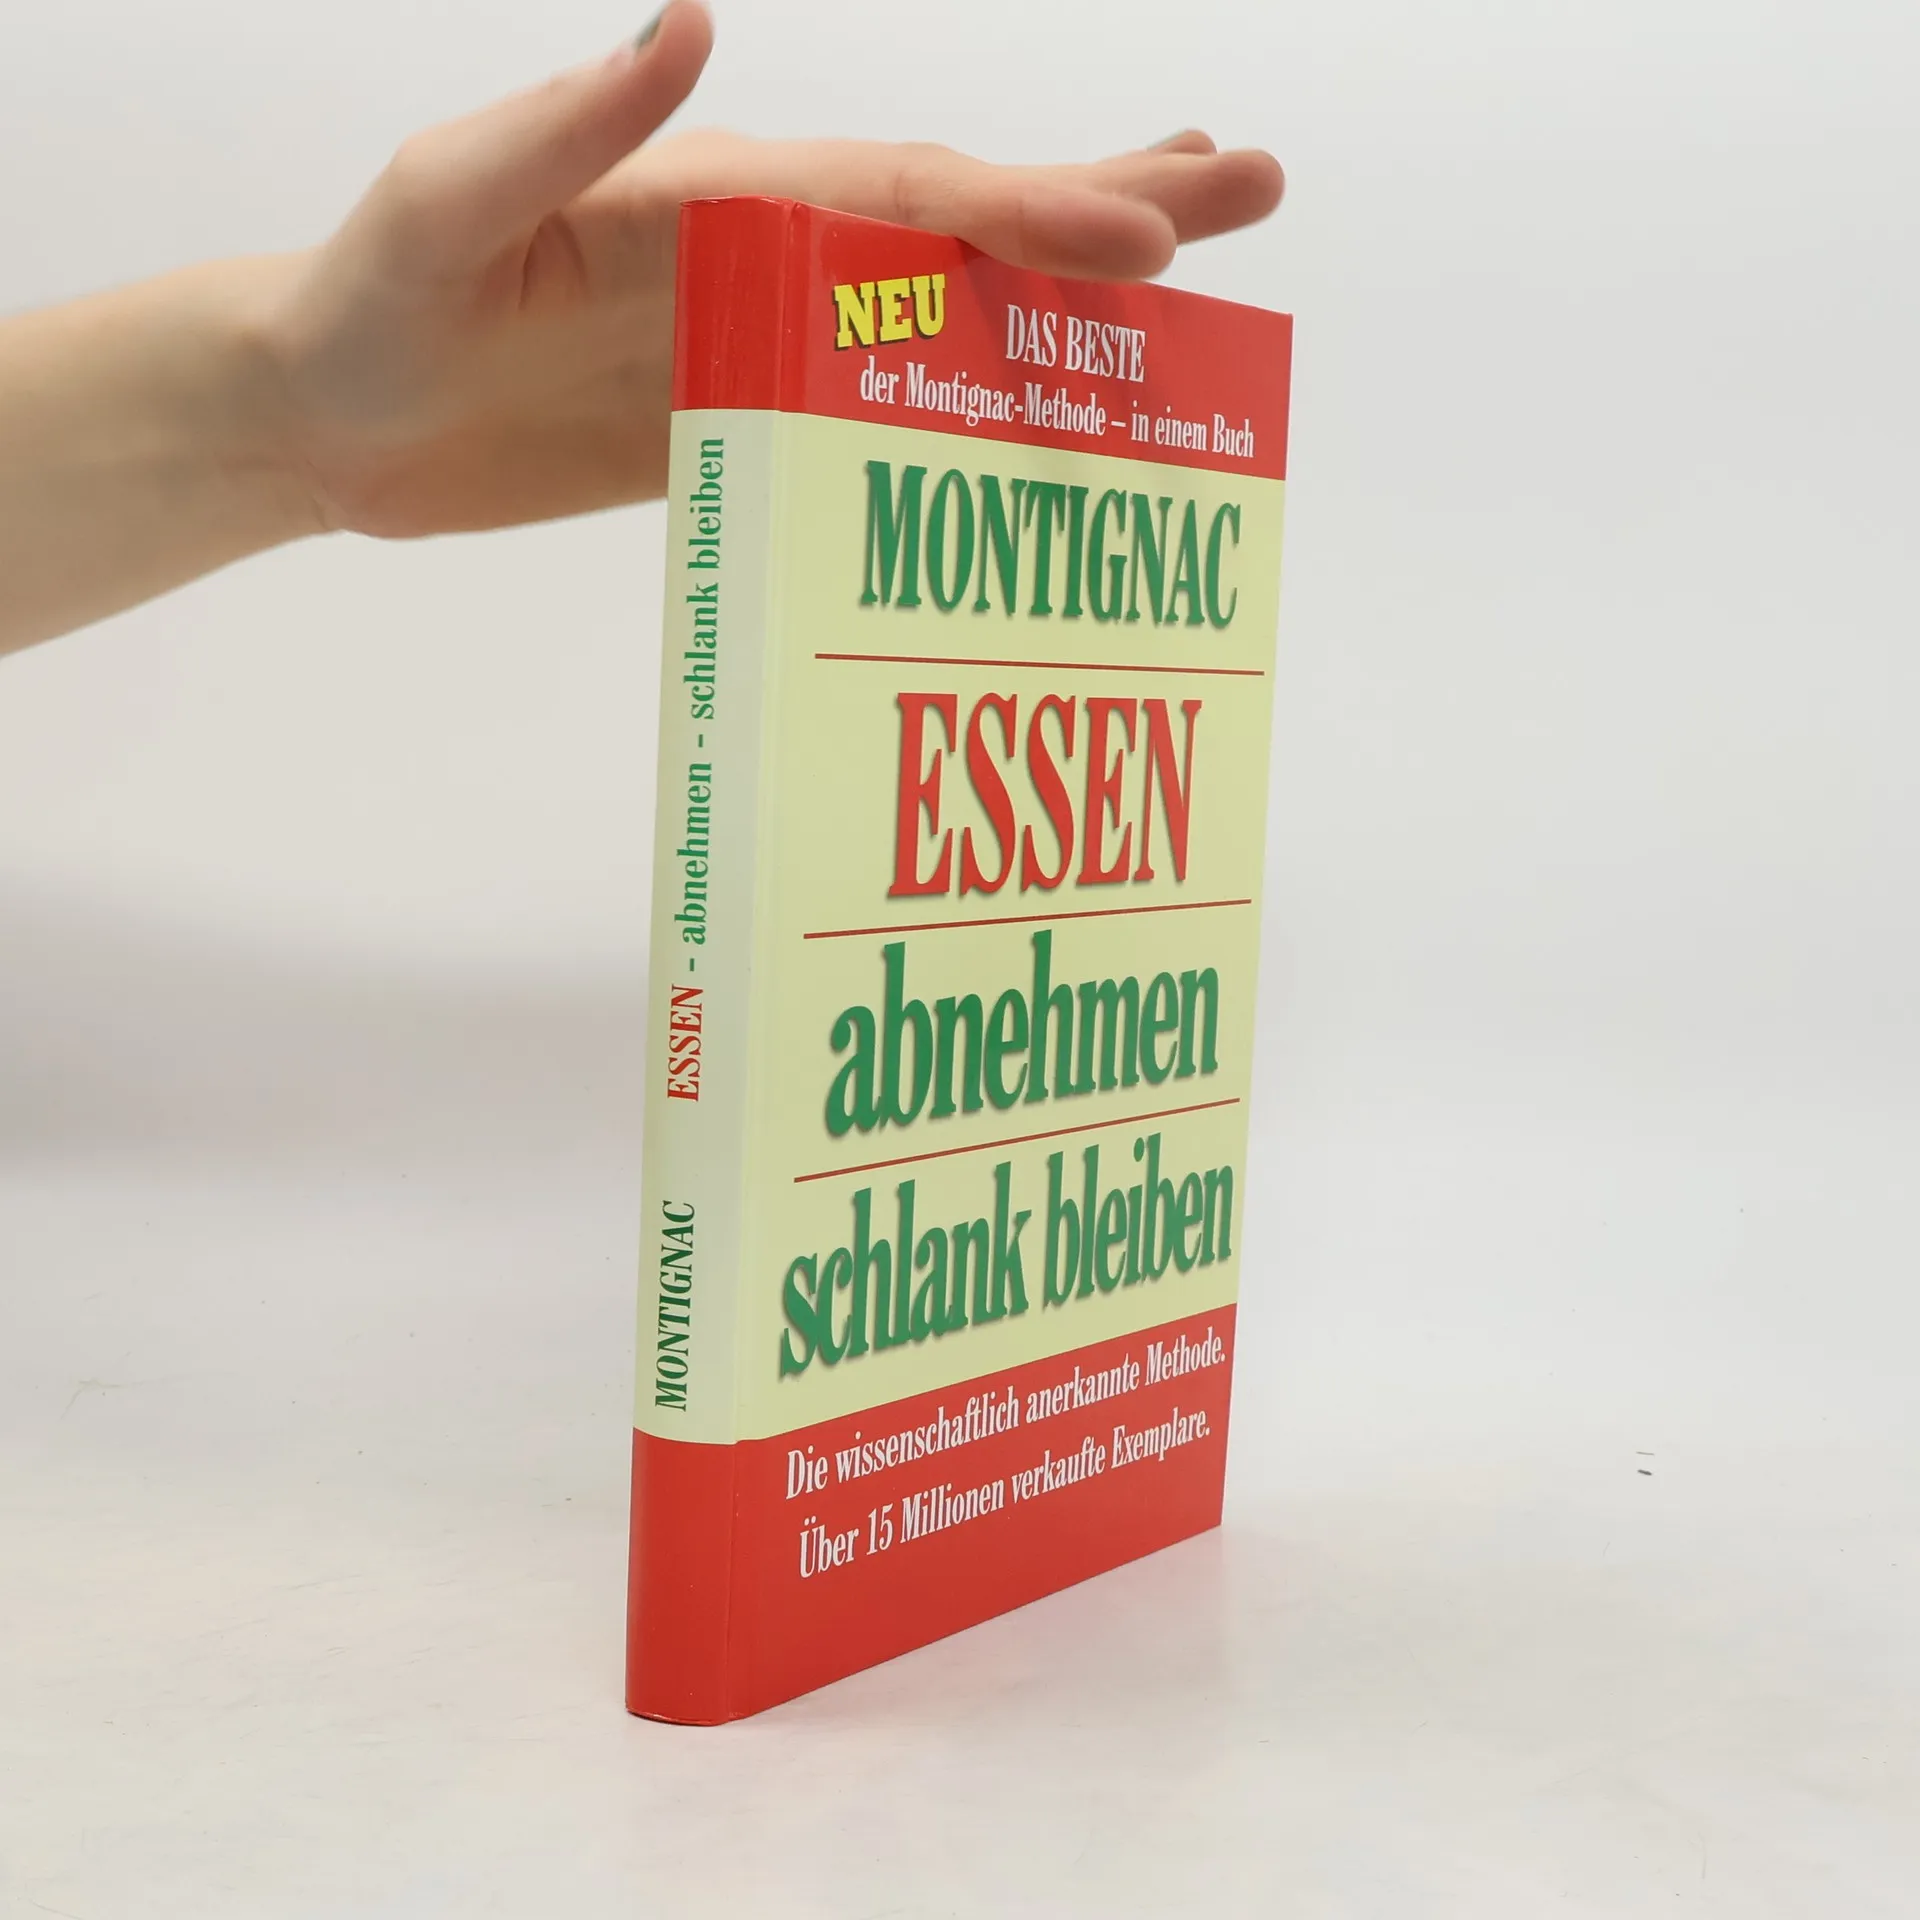 NEU
DAS BESTE
der Montignac-Methode – in einem Buch
MONTIGNAC
ESSEN
abnehmen
schlank bleiben
Die wissenschaftlich anerkannte Methode.
Über 15 Millionen verkaufte Exemplare.
MONTIGNAC ESSEN - abnehmen - schlank bleiben